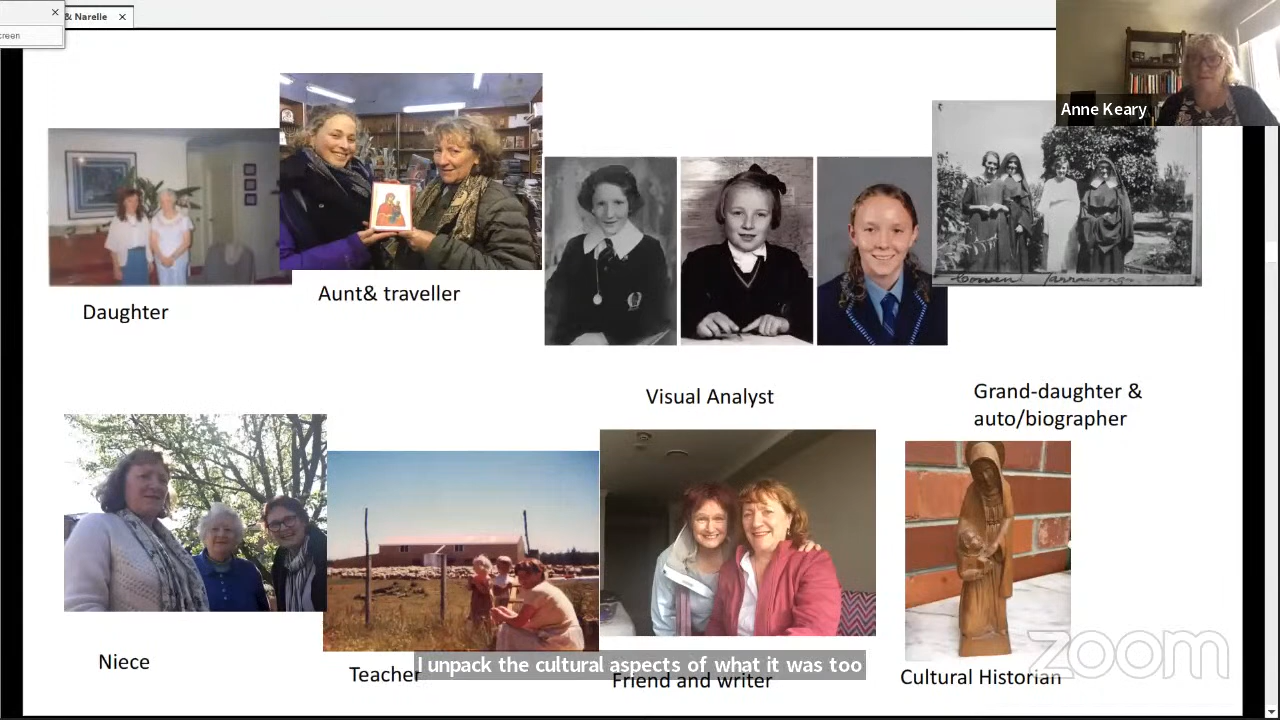 & Narelle
creen
Anne Keary
Daughter
Aunt& traveller
Visual Analyst
Grand-daughter &
auto/biographer
Niece
Teacher
I unpack the cultural aspects of what it was too
Friend and writer
Cultural Historian
zoom